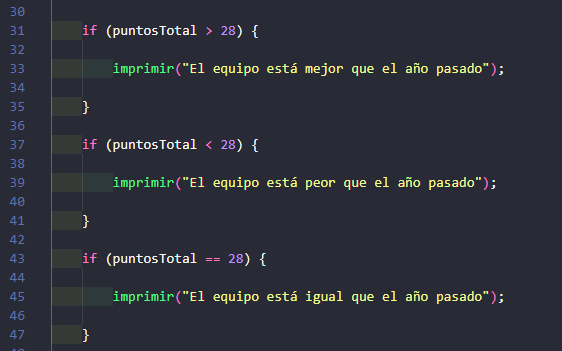 30
31 if (puntosTotal > 28) {
32
33 imprimir("El equipo está mejor que el año pasado");
34
35 }
36
37 if (puntosTotal < 28) {
38
39 imprimir("El equipo está peor que el año pasado");
40
41 }
42
43 if (puntosTotal == 28) {
44
45 imprimir("El equipo está igual que el año pasado");
46
47 }